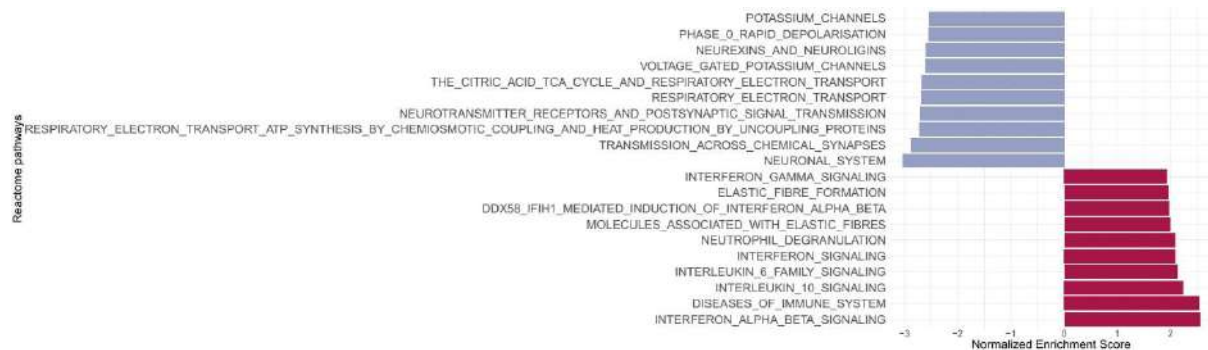 POTASSIUM_CHANNELS
PHASE_0_RAPID_DEPOLARISATION
NEUREXINS_AND_NEUROLIGINS
VOLTAGE_GATED_POTASSIUM_CHANNELS
THE_CITRIC_ACID_TCA_CYCLE_AND_RESPIRATORY_ELECTRON_TRANSPORT
RESPIRATORY_ELECTRON_TRANSPORT
NEUROTRANSMITTER_RECEPTORS_AND_POSTSYNAPTIC_SIGNAL_TRANSMISSION
RESPIRATORY_ELECTRON_TRANSPORT_ATP_SYNTHESIS_BY_CHEMIOSMOTIC_COUPLING_AND_HEAT_PRODUCTION_BY_UNCOUPLING_PROTEINS
TRANSMISSION_ACROSS_CHEMICAL_SYNAPSES
NEURONAL_SYSTEM
INTERFERON_GAMMA_SIGNALING
ELASTIC_FIBRE_FORMATION
DDX58_IFIH1_MEDIATED_INDUCTION_OF_INTERFERON_ALPHA_BETA
MOLECULES_ASSOCIATED_WITH_ELASTIC_FIBRES
NEUTROPHIL_DEGRANULATION
INTERFERON_SIGNALING
INTERLEUKIN_6_FAMILY_SIGNALING
INTERLEUKIN_10_SIGNALING
DISEASES_OF_IMMUNE_SYSTEM
INTERFERON_ALPHA_BETA_SIGNALING
Reactome pathways
−3 −2 −1 0 1 2
Normalized Enrichment Score